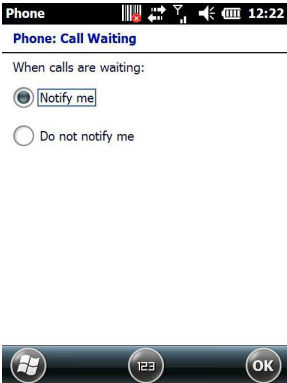 Phone 12:22
Phone: Call Waiting
When calls are waiting:
Notify me
Do not notify me
123 OK